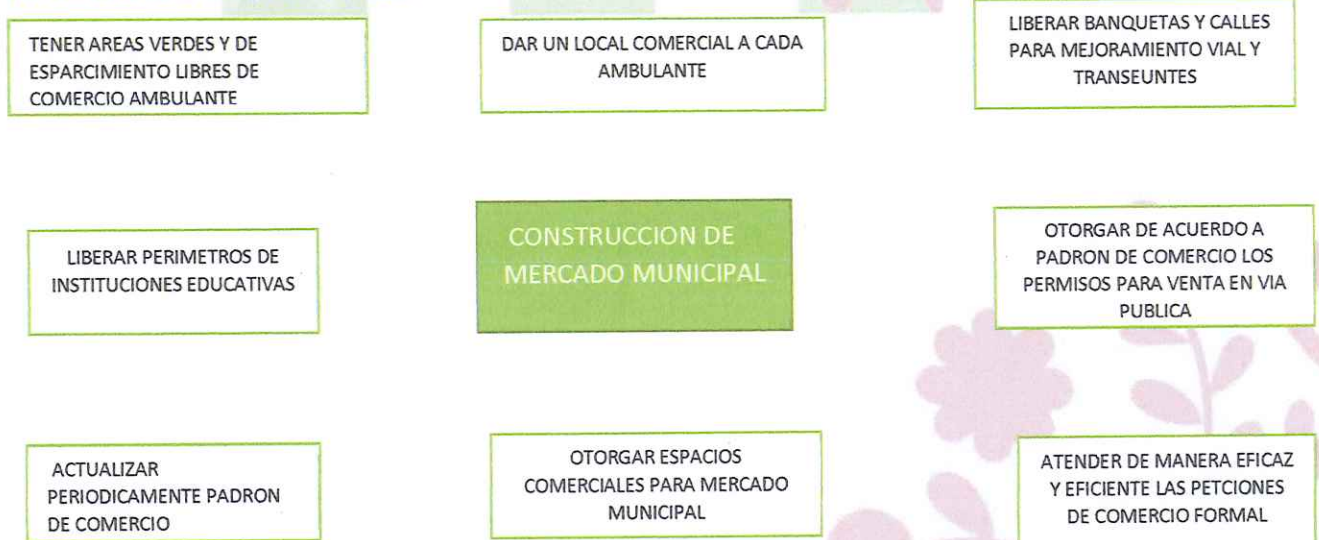 TENER AREAS VERDES Y DE
ESPARCIMIENTO LIBRES DE
COMERCIO AMBULANTE
DAR UN LOCAL COMERCIAL A CADA
AMBULANTE
LIBERAR BANQUETAS Y CALLES
PARA MEJORAMIENTO VIAL Y
TRANSEUNTES
LIBERAR PERIMETROS DE
INSTITUCIONES EDUCATIVAS
CONSTRUCCION DE
MERCADO MUNICIPAL
OTORGAR DE ACUERDO A
PADRON DE COMERCIO LOS
PERMISOS PARA VENTA EN VIA
PUBLICA
ACTUALIZAR
PERIODICAMENTE PADRON
DE COMERCIO
OTORGAR ESPACIOS
COMERCIALES PARA MERCADO
MUNICIPAL
ATENDER DE MANERA EFICAZ
Y EFICIENTE LAS PETCIONES
DE COMERCIO FORMAL